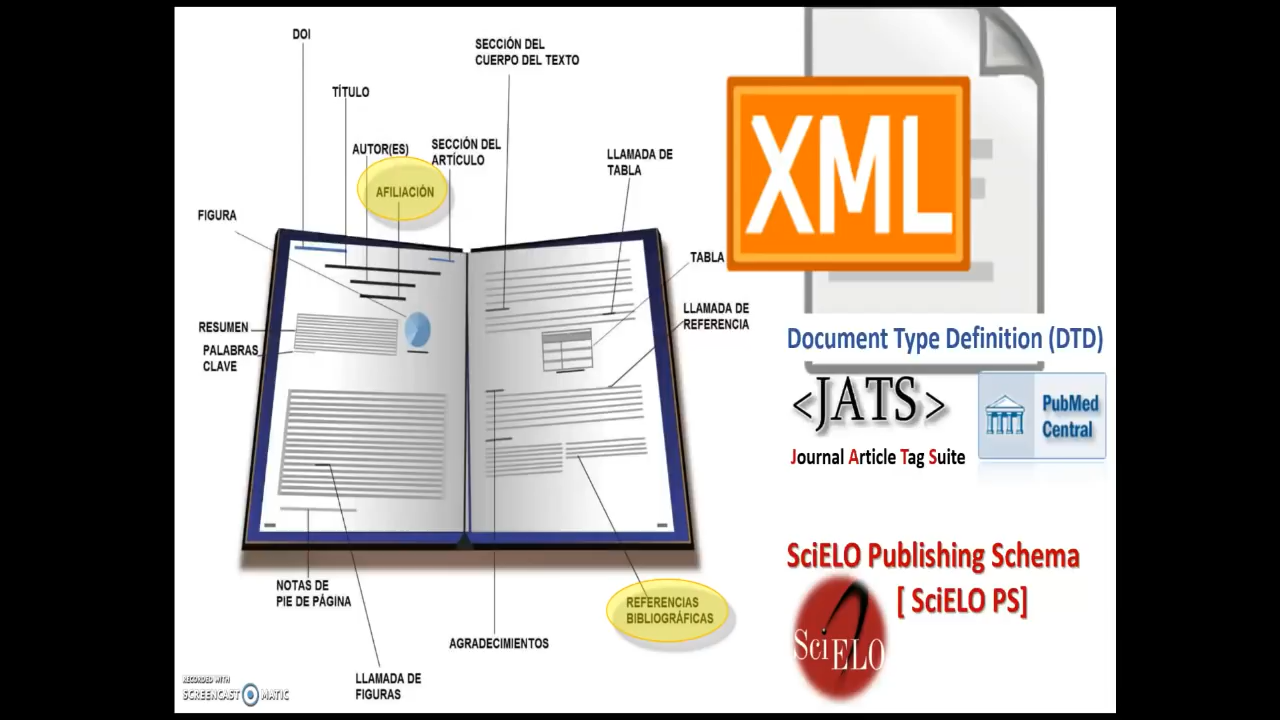 DOI
SECCIÓN DEL
CUERPO DEL TEXTO
TÍTULO
AUTOR(ES)
SECCIÓN DEL
ARTÍCULO
AFILIACIÓN
LLAMADA DE
TABLA
FIGURA
TABLA
LLAMADA DE
REFERENCIA
RESUMEN
PALABRAS
CLAVE
NOTAS DE
PIE DE PÁGINA
AGRADECIMIENTOS
REFERENCIAS
BIBLIOGRÁFICAS
LLAMADA DE
FIGURAS
RECORDED WITH
SCREENCAST MATIC
XML
Document Type Definition (DTD)
<JATS>
Journal Article Tag Suite
PubMed
Central
SciELO Publishing Schema
[ SciELO PS]
SciELO